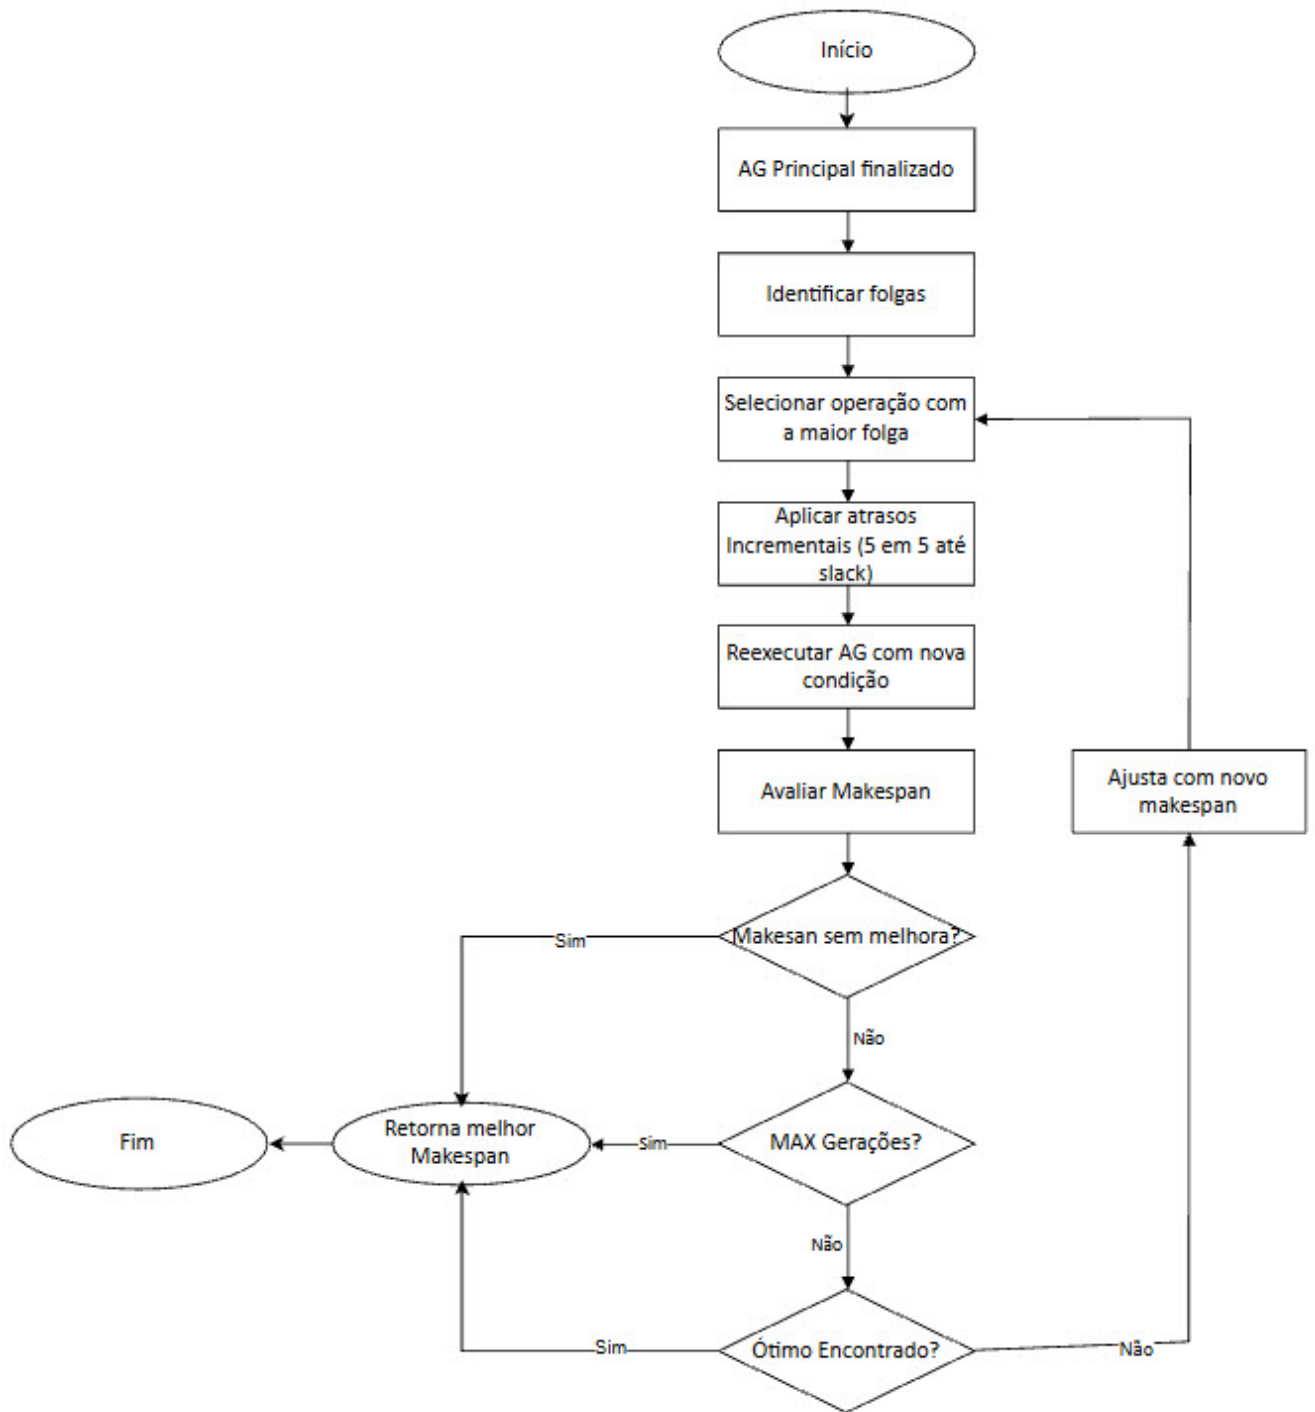 Início
AG Principal finalizado
Identificar folgas
Selecionar operação com
a maior folga
Aplicar atrasos
Incrementais (5 em 5 até
slack)
Reexecutar AG com nova
condição
Avaliar Makespan
Ajusta com novo
makespan
Makesan sem melhora?
Sim
Não
MAX Gerações?
Sim
Retorna melhor
Makespan
Fim
Não
Ótimo Encontrado?
Sim
Não